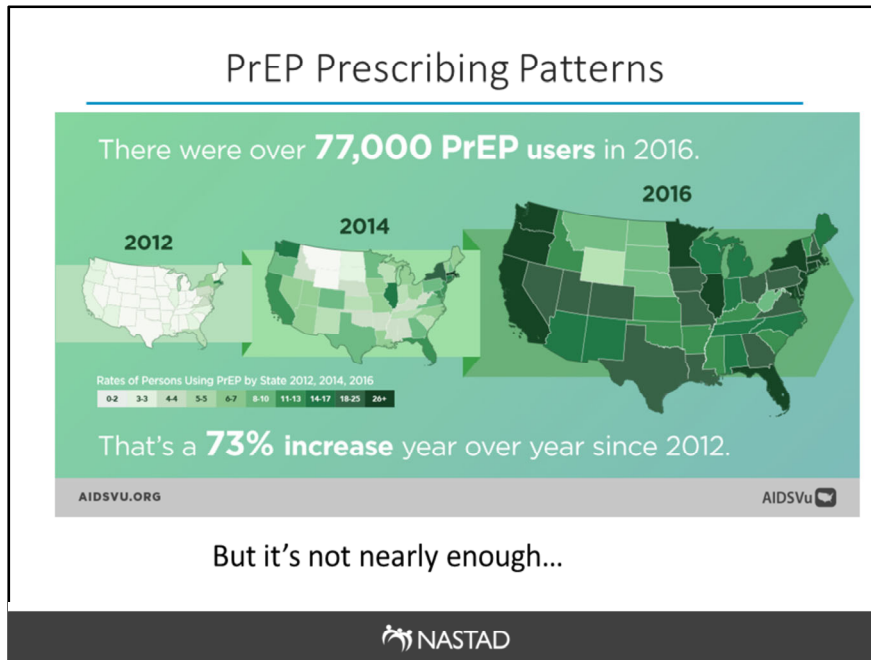 PrEP Prescribing Patterns
There were over 77,000 PrEP users in 2016.
2012
2014
2016
Rates of Persons Using PrEP by State 2012, 2014, 2016
0-2 3-3 4-4 5-5 6-7 8-10 11-13 14-17 18-25 26+
That's a 73% increase year over year since 2012.
AIDSVU.ORG
AIDSVu
But it's not nearly enough...
NASTAD